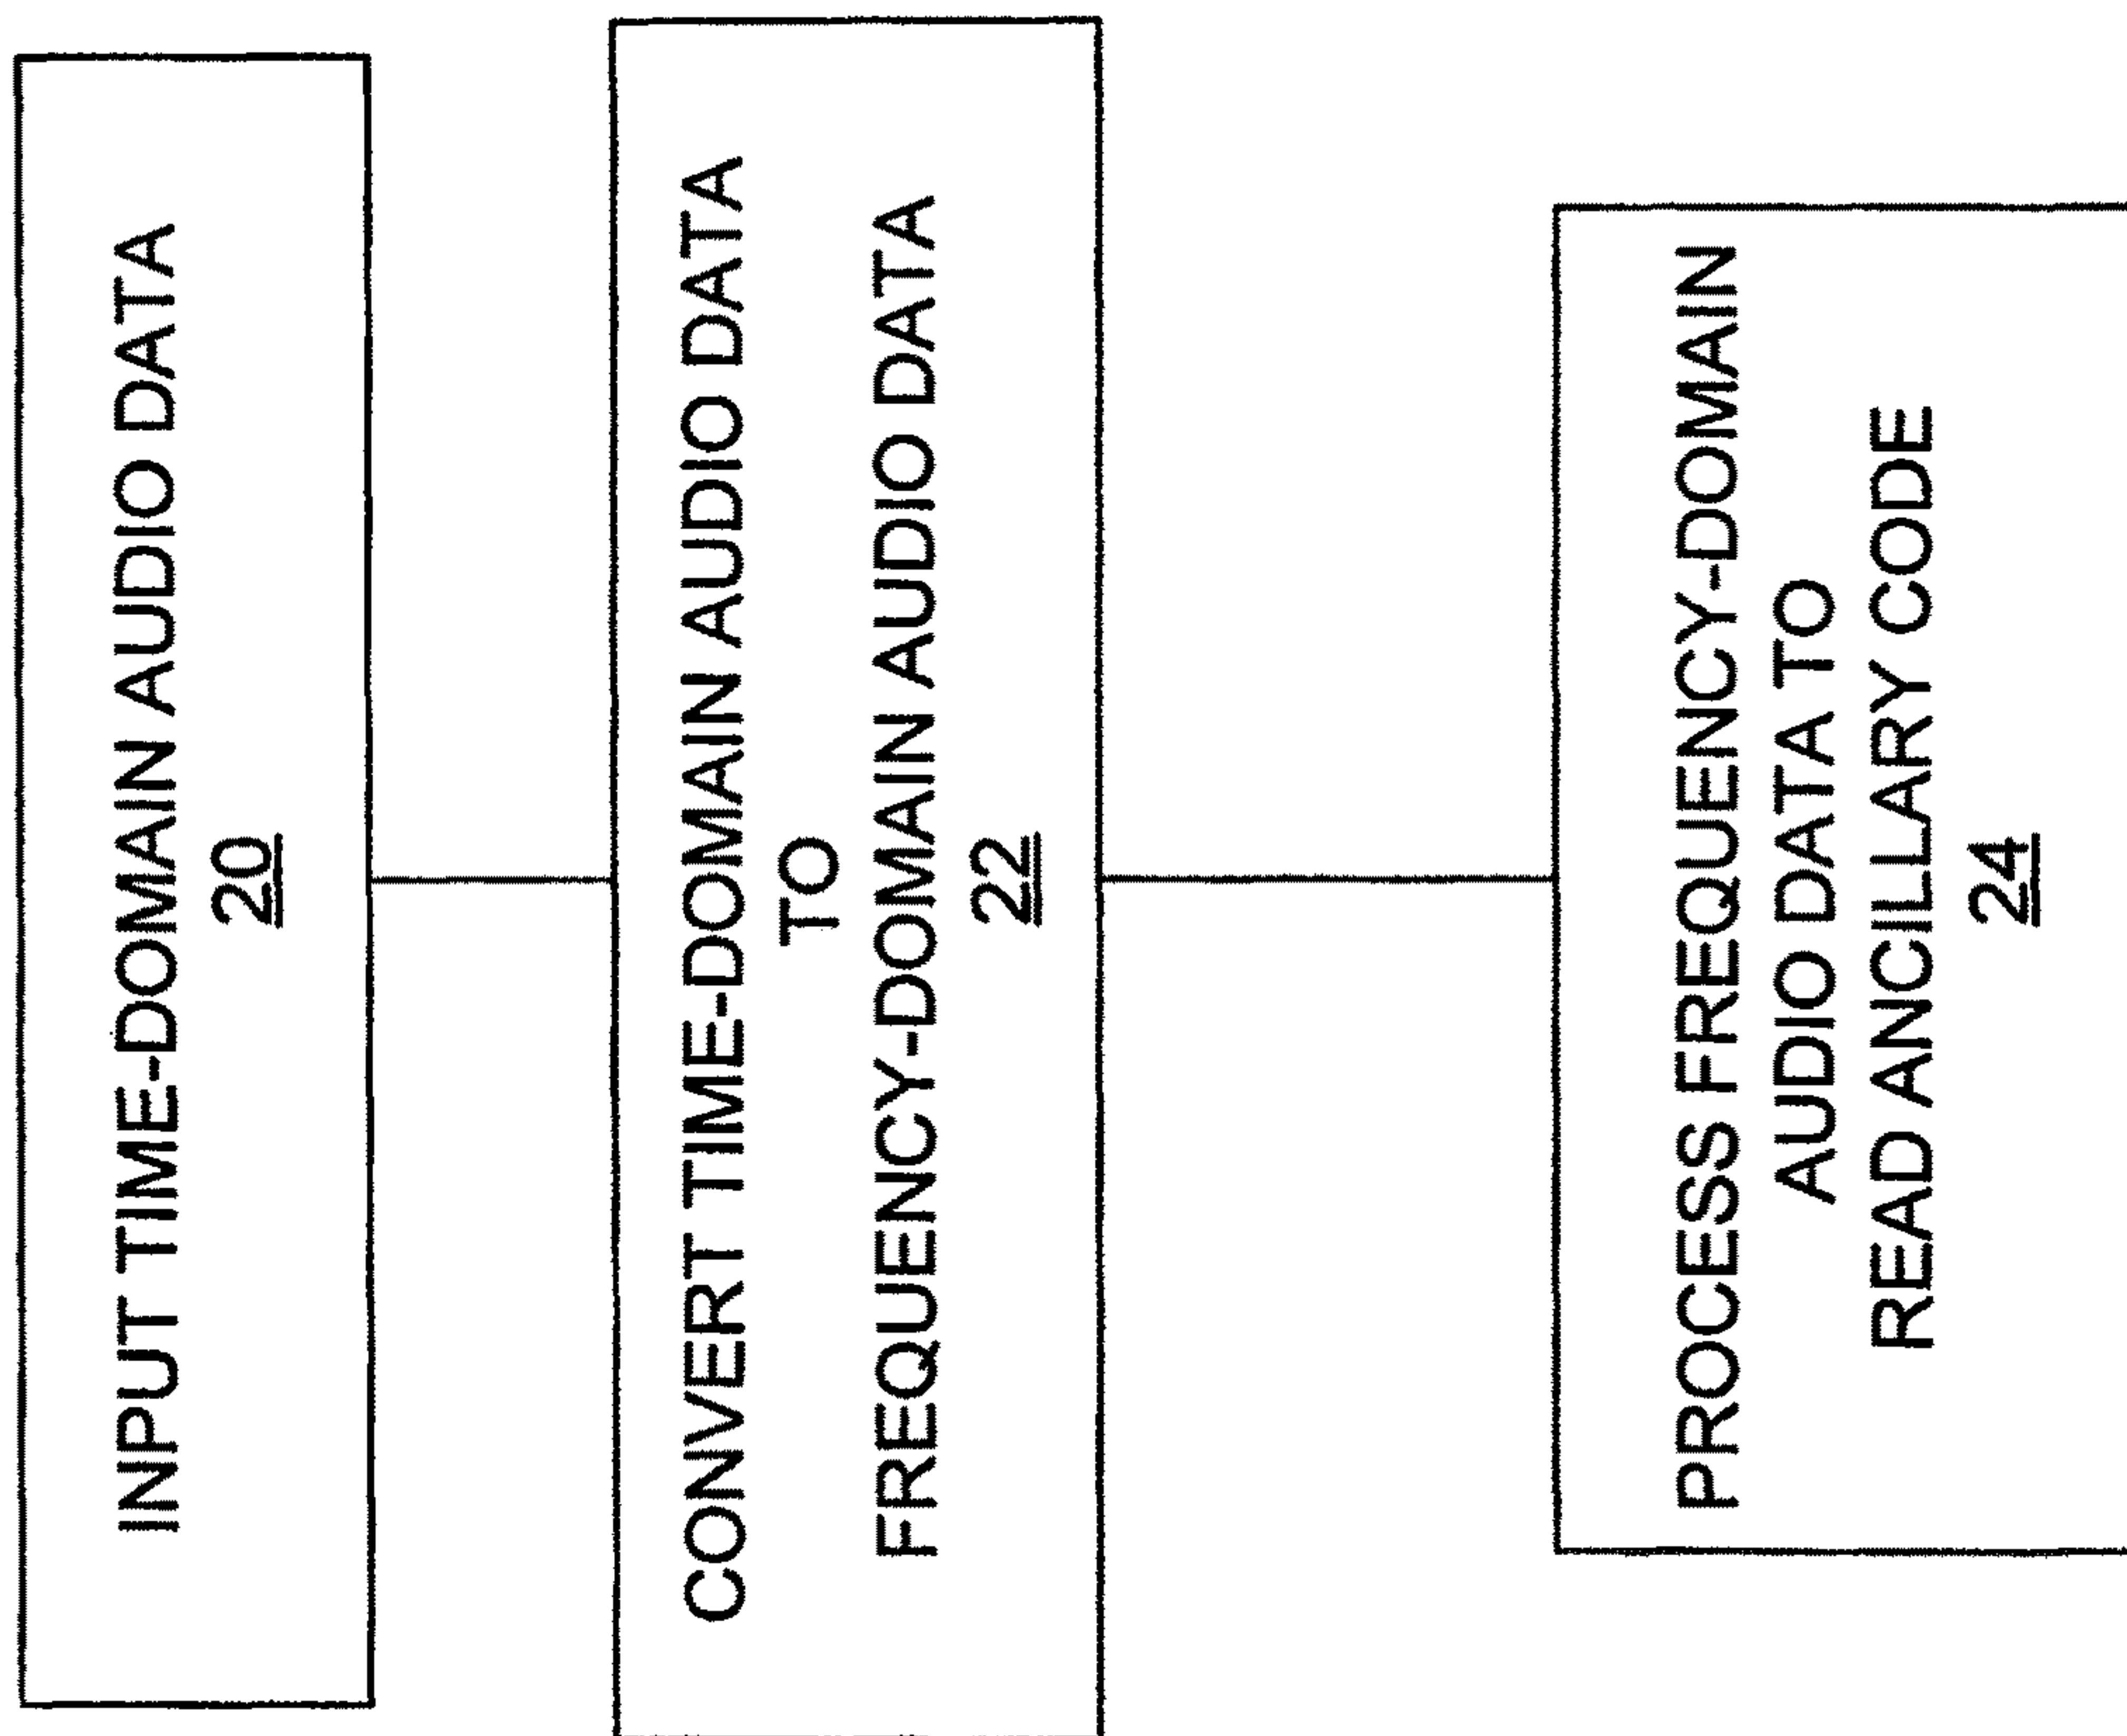 INPUT TIME-DOMAIN AUDIO DATA
20
CONVERT TIME-DOMAIN AUDIO DATA
TO
FREQUENCY-DOMAIN AUDIO DATA
22
PROCESS FREQUENCY-DOMAIN
AUDIO DATA TO
READ ANCILLARY CODE
24